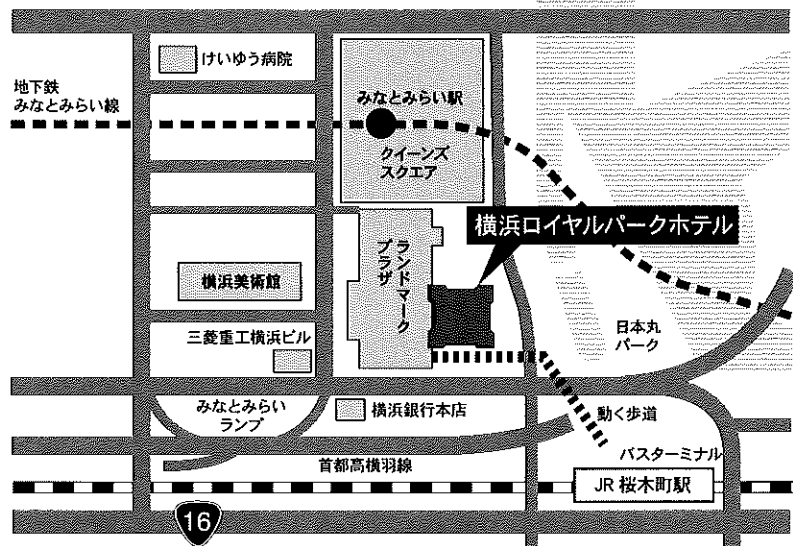 けいゆう病院
地下鉄
みなとみらい線
みなとみらい駅
クイーンズ
スクエア
横浜ロイヤルパークホテル
ランドマーク
プラザ
横浜美術館
日本丸
パーク
三菱重工横浜ビル
みなとみらい
ランプ
横浜銀行本店
動く歩道
バスターミナル
首都高横羽線
JR 桜木町駅
16